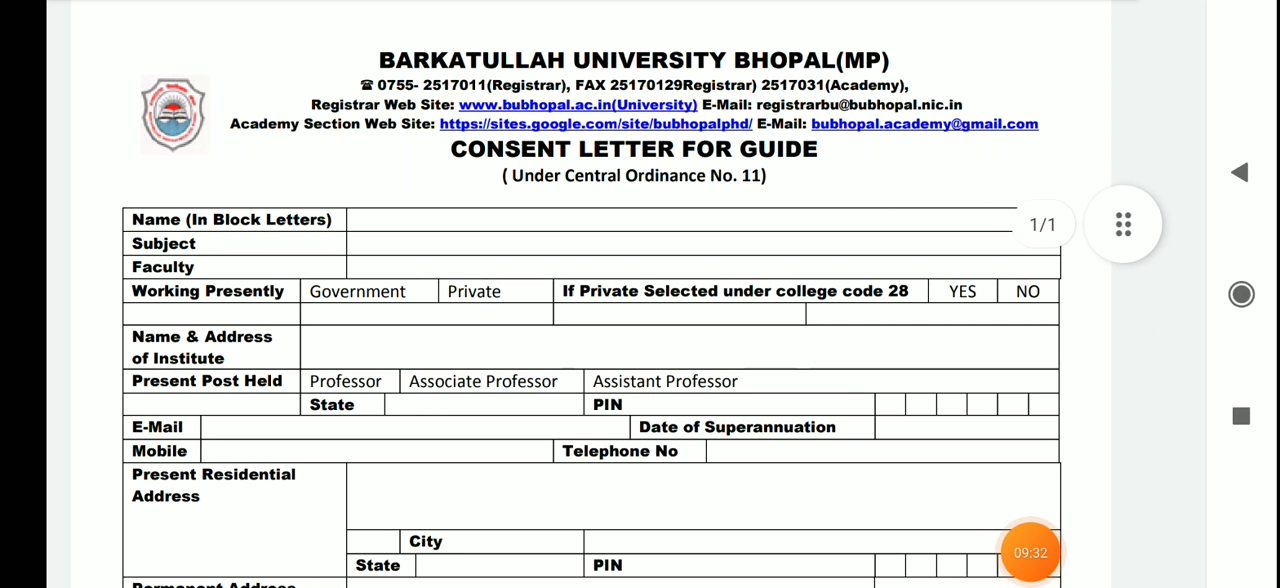 BARKATULLAH UNIVERSITY BHOPAL(MP)
☎ 0755- 2517011(Registrar), FAX 25170129Registrar) 2517031(Academy),
Registrar Web Site: www.bubhopal.ac.in(University) E-Mail: registrarbu@bubhopal.nic.in
Academy Section Web Site: https://sites.google.com/site/bubhopalphd/ E-Mail: bubhopal.academy@gmail.com
CONSENT LETTER FOR GUIDE
( Under Central Ordinance No. 11)
Name (In Block Letters)
1/1
Subject
Faculty
Working Presently Government Private If Private Selected under college code 28 YES NO
Name & Address
of Institute
Present Post Held Professor Associate Professor Assistant Professor
State PIN
E-Mail Date of Superannuation
Mobile Telephone No
Present Residential
Address
City
State PIN
09:32
Permanent Address